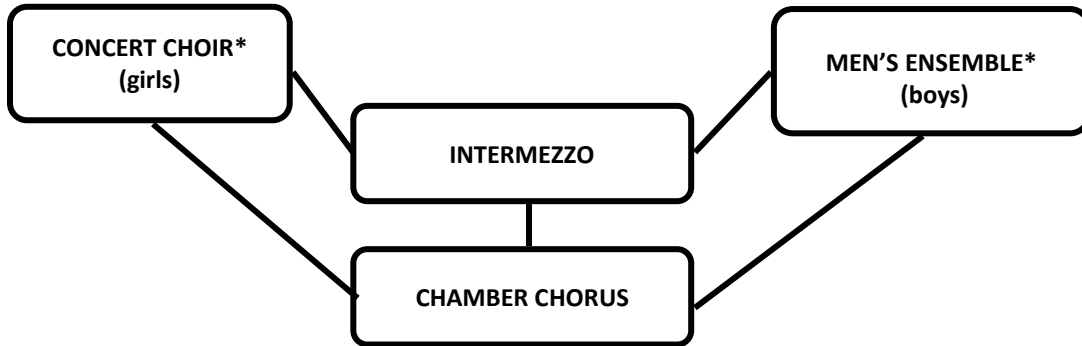 CONCERT CHOIR*
(girls)
MEN’S ENSEMBLE*
(boys)
INTERMEZZO
CHAMBER CHORUS